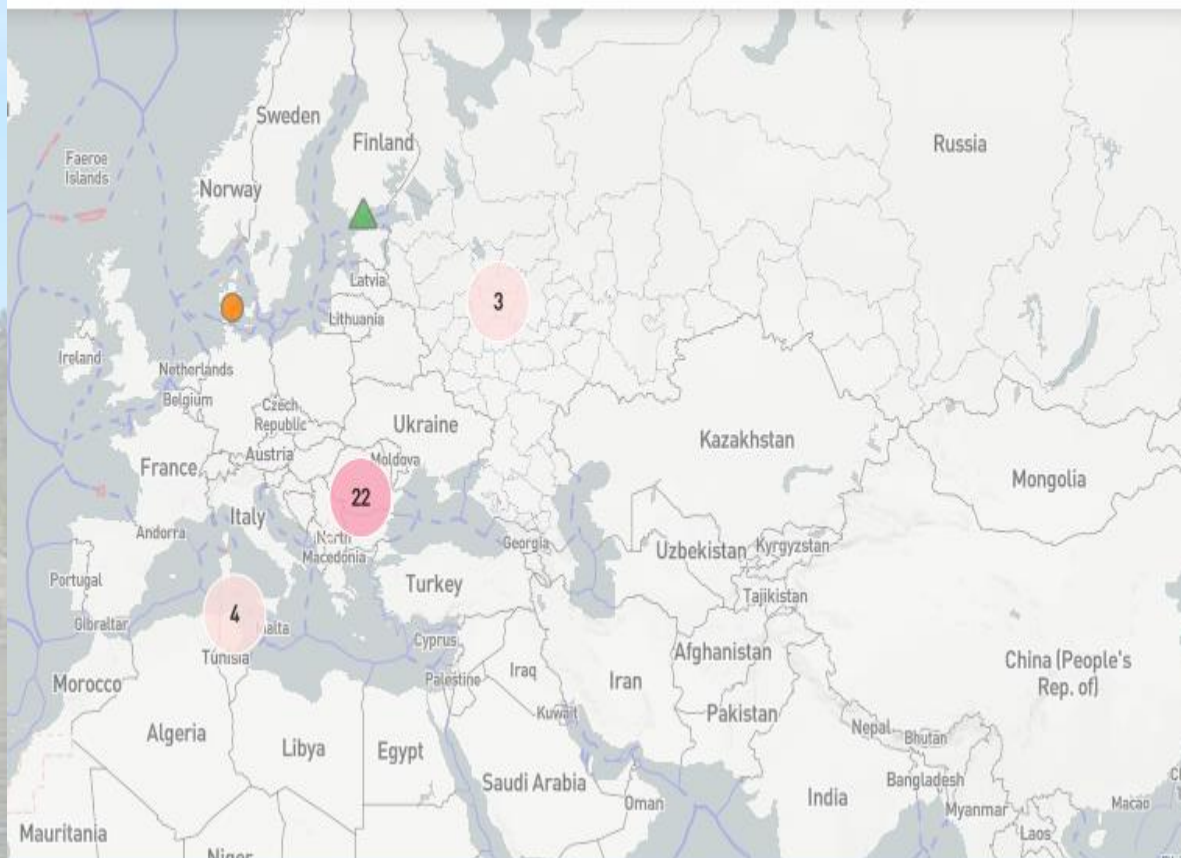 Sweden
Finland
Russia
Faeroe
Islands
Norway
Latvia
3
Lithuania
Ireland
Netherlands
Belgium
Czech
Republic
Ukraine
Kazakhstan
Austria
Moldova
France
Mongolia
22
Italy
Andorra
North
Macedonia
Georgia
Uzbekistan
Kyrgyzstan
Portugal
Turkey
Tajikistan
4
Gibraltar
Malta
Cyprus
Tunisia
Afghanistan
China (People's
Rep. of)
Morocco
Palestine
Iraq
Iran
Kuwait
Pakistan
Algeria
Libya
Egypt
Nepal
Bhutan
Saudi Arabia
Bangladesh
Oman
India
Myanmar
Macao
Mauritania
Laos
Niger